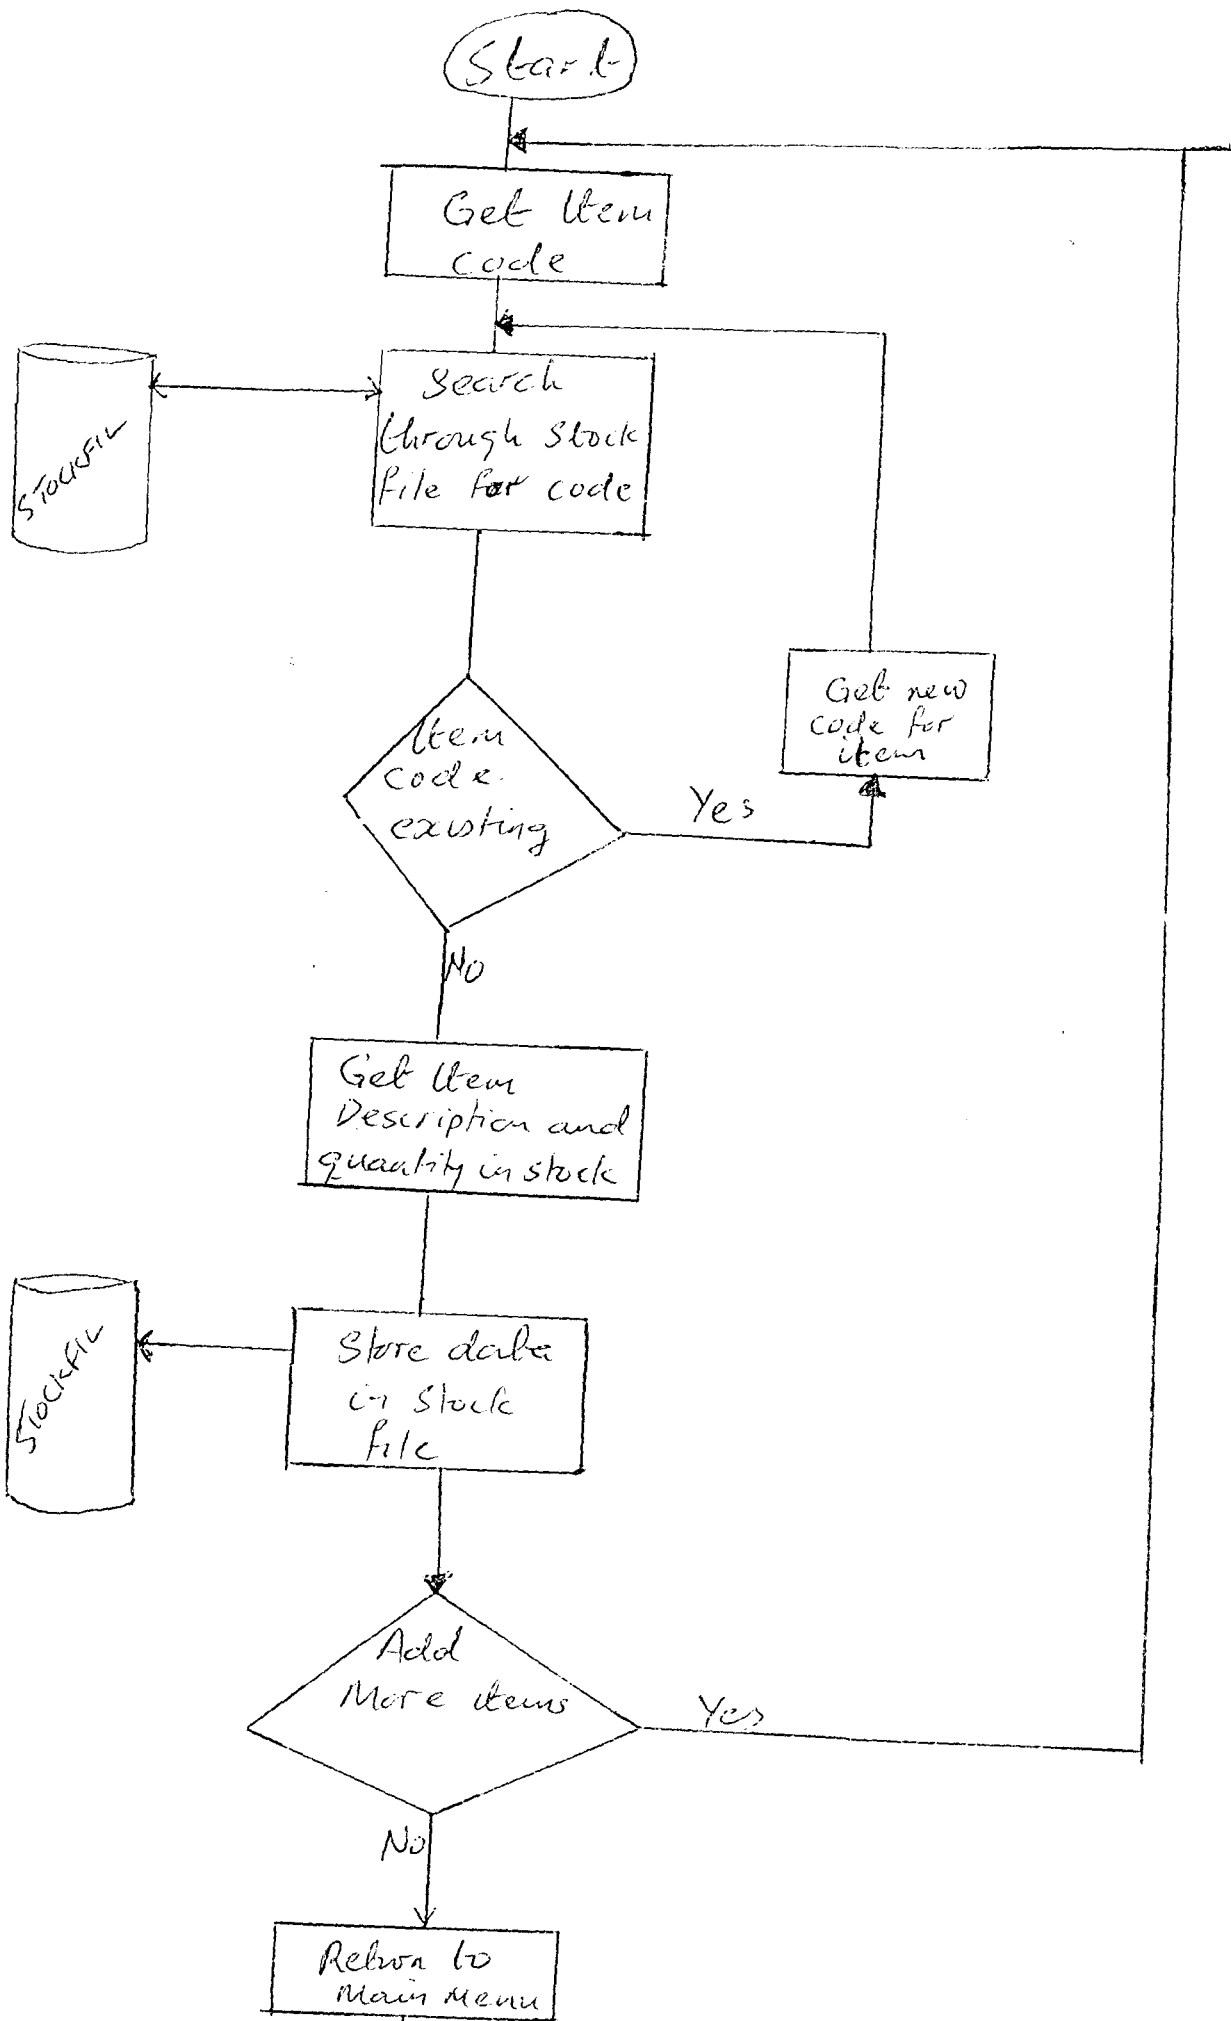 Start
Get Item
code
Search
through Stock
file for code
STOCKFIL
Get new
code for
item
Item
code
existing
Yes
No
Get Item
Description and
quantity in stock
Store data
in Stock
file
STOCKFIL
Add
More items
Yes
No
Return to
Main Menu